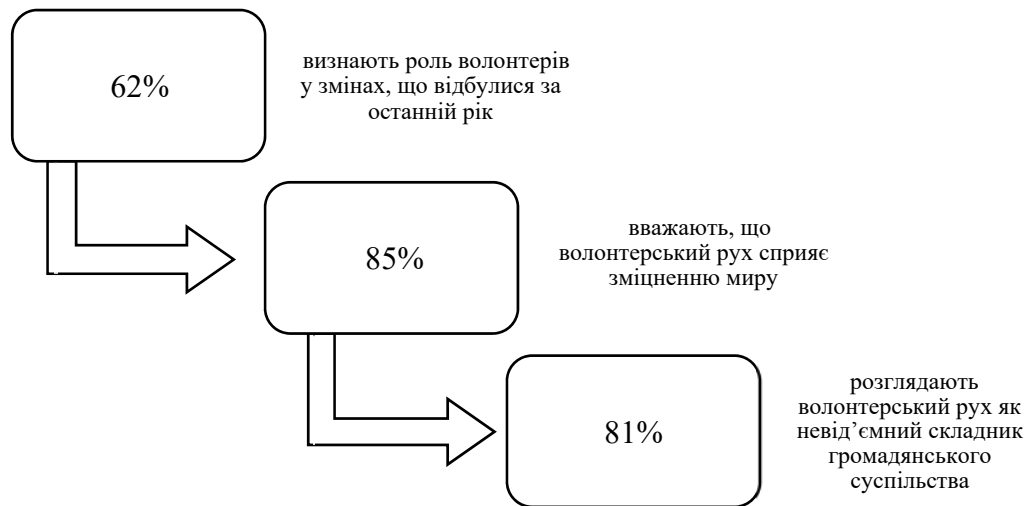 62%
визнають роль волонтерів
у змінах, що відбулися за
останній рік
85%
вважають, що
волонтерський рух сприяє
зміцненню миру
81%
розглядають
волонтерський рух як
невід’ємний складник
громадянського
суспільства